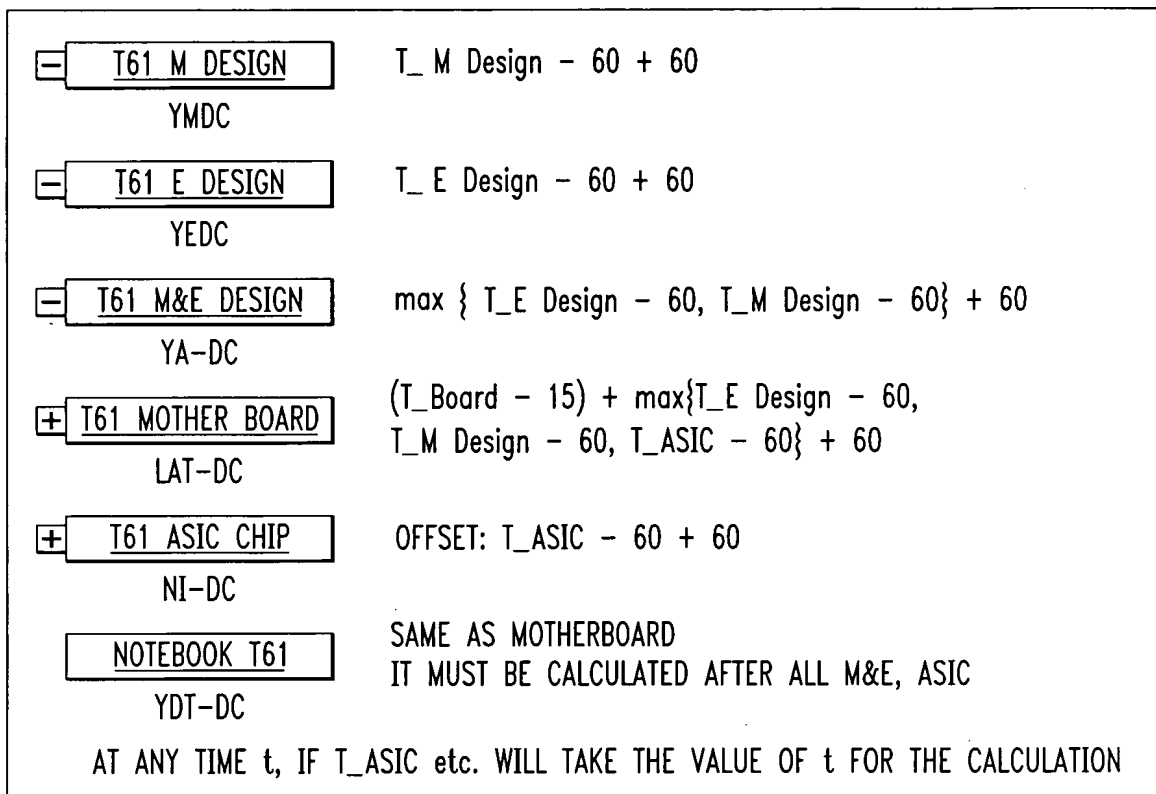 T61 M DESIGN T_ M Design - 60 + 60
YMDC
T61 E DESIGN T_ E Design - 60 + 60
YEDC
T61 M&E DESIGN max { T_E Design - 60, T_M Design - 60} + 60
YA-DC
(T_Board - 15) + max{T_E Design - 60,
T61 MOTHER BOARD T_M Design - 60, T_ASIC - 60} + 60
LAT-DC
T61 ASIC CHIP OFFSET: T_ASIC - 60 + 60
NI-DC
SAME AS MOTHERBOARD
NOTEBOOK T61 IT MUST BE CALCULATED AFTER ALL M&E, ASIC
YDT-DC
AT ANY TIME t, IF T_ASIC etc. WILL TAKE THE VALUE OF t FOR THE CALCULATION